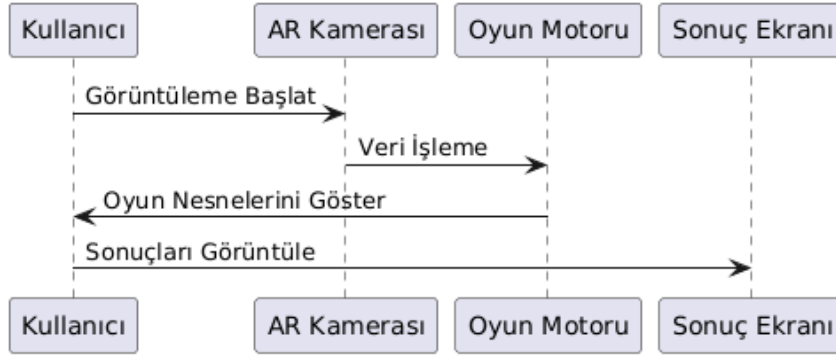 Kullanıcı AR Kamerası Oyun Motoru Sonuç Ekranı
Görüntüleme Başlat
Veri İşleme
Oyun Nesnelerini Göster
Sonuçları Görüntüle
Kullanıcı AR Kamerası Oyun Motoru Sonuç Ekranı